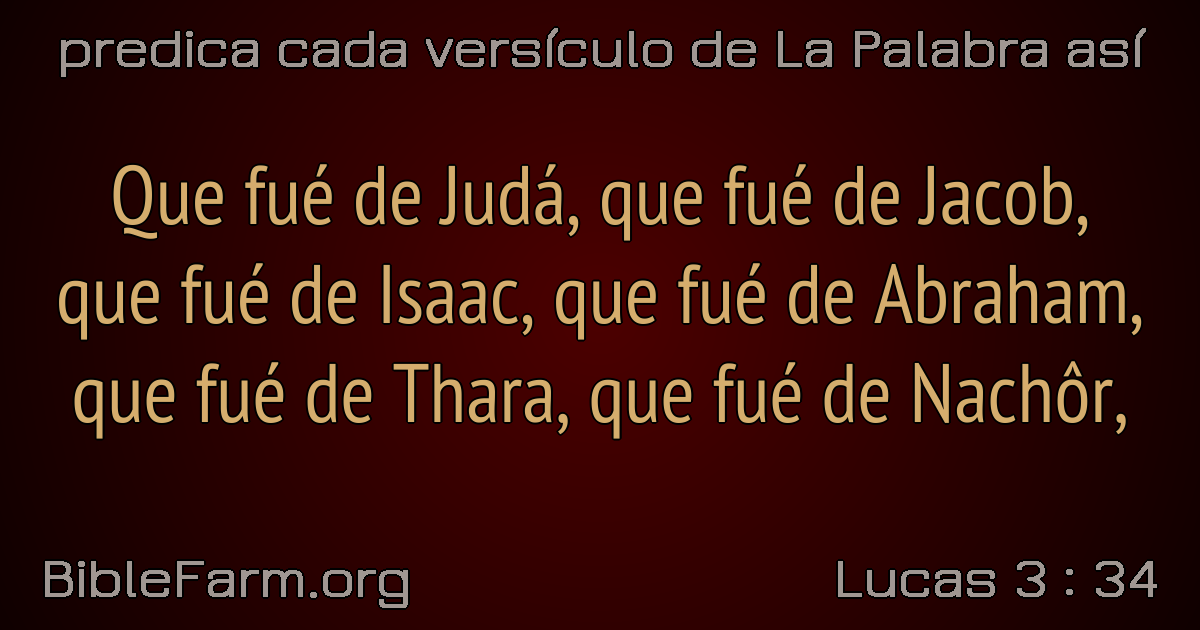 predica cada versículo de La Palabra así
Que fué de Judá, que fué de Jacob,
que fué de Isaac, que fué de Abraham,
que fué de Thara, que fué de Nachôr,
BibleFarm.org
Lucas 3 : 34